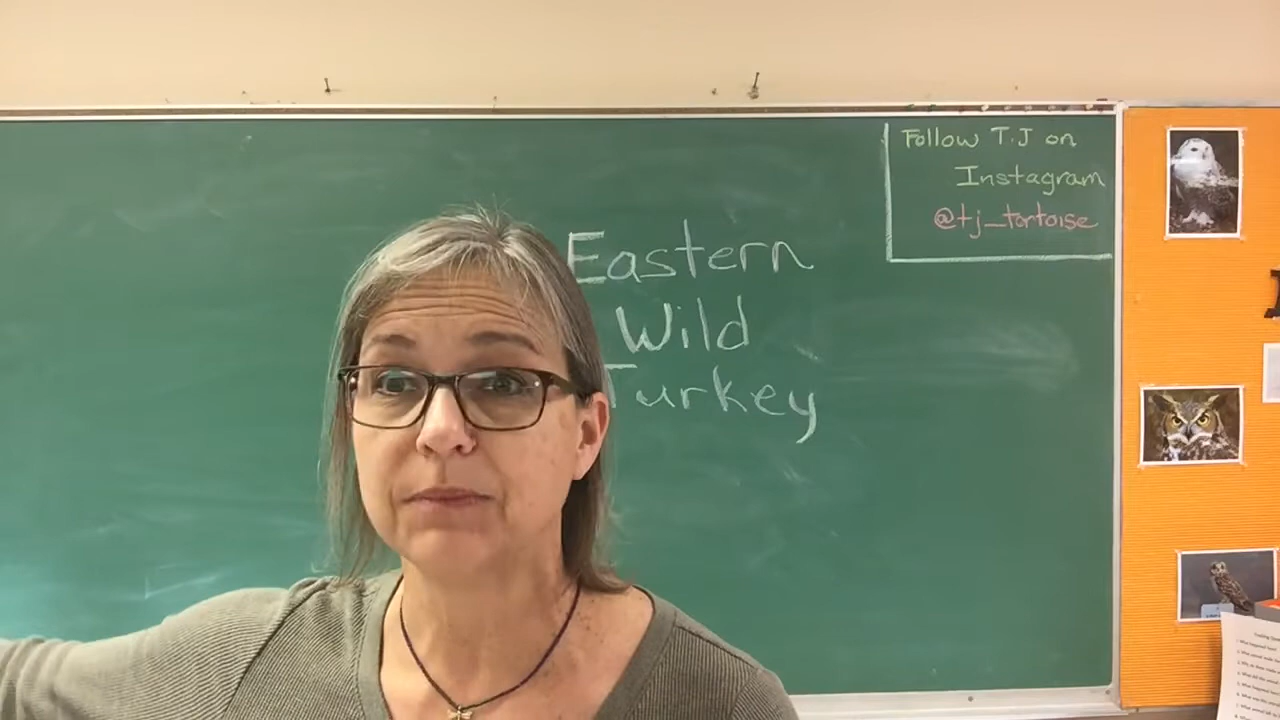 Follow T.J on
Instagram
@tj_tortoise
Eastern
Wild
Turkey